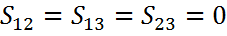 S₁₂ = S₁₃ = S₂₃ = 0